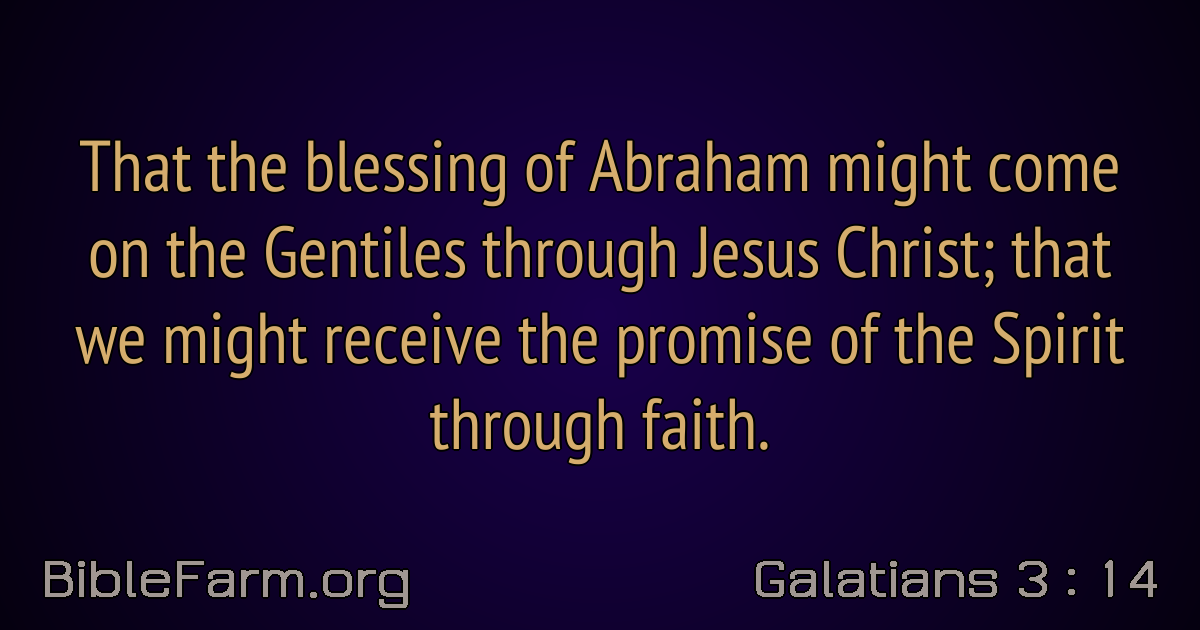 That the blessing of Abraham might come
on the Gentiles through Jesus Christ; that
we might receive the promise of the Spirit
through faith.
BibleFarm.org
Galatians 3 : 14